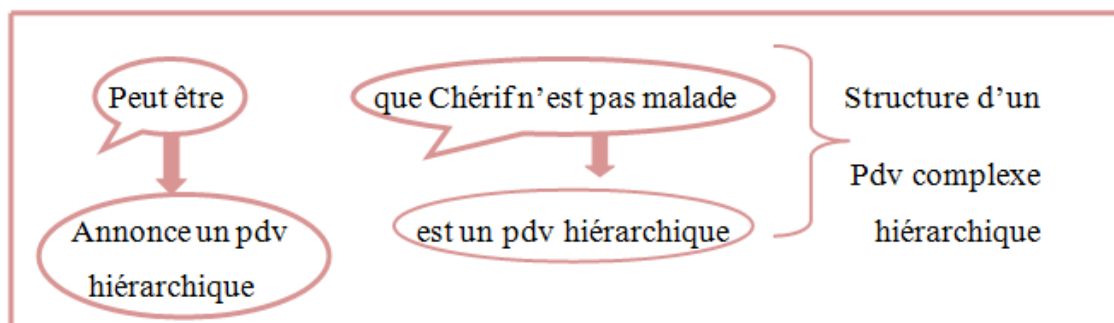 Peut être
que Chérif n'est pas malade
Structure d'un
Pdv complexe
hiérarchique
Annonce un pdv
hiérarchique
est un pdv hiérarchique